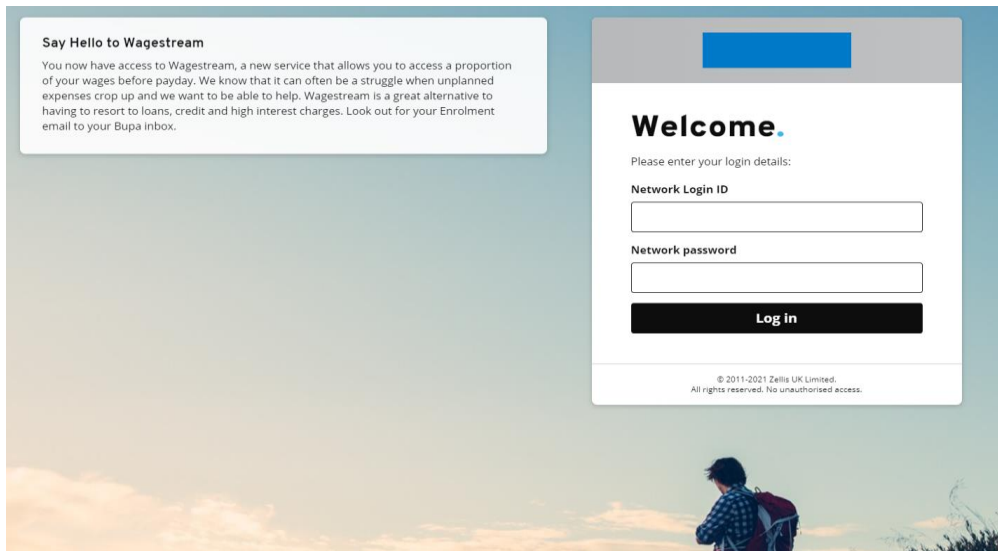 Say Hello to Wagestream
You now have access to Wagestream, a new service that allows you to access a proportion
of your wages before payday. We know that it can often be a struggle when unplanned
expenses crop up and we want to be able to help. Wagestream is a great alternative to
having to resort to loans, credit and high interest charges. Look out for your Enrolment
email to your Bupa inbox.
Welcome.
Please enter your login details:
Network Login ID
Network password
Log in
© 2011-2021 Zellis UK Limited.
All rights reserved. No unauthorised access.